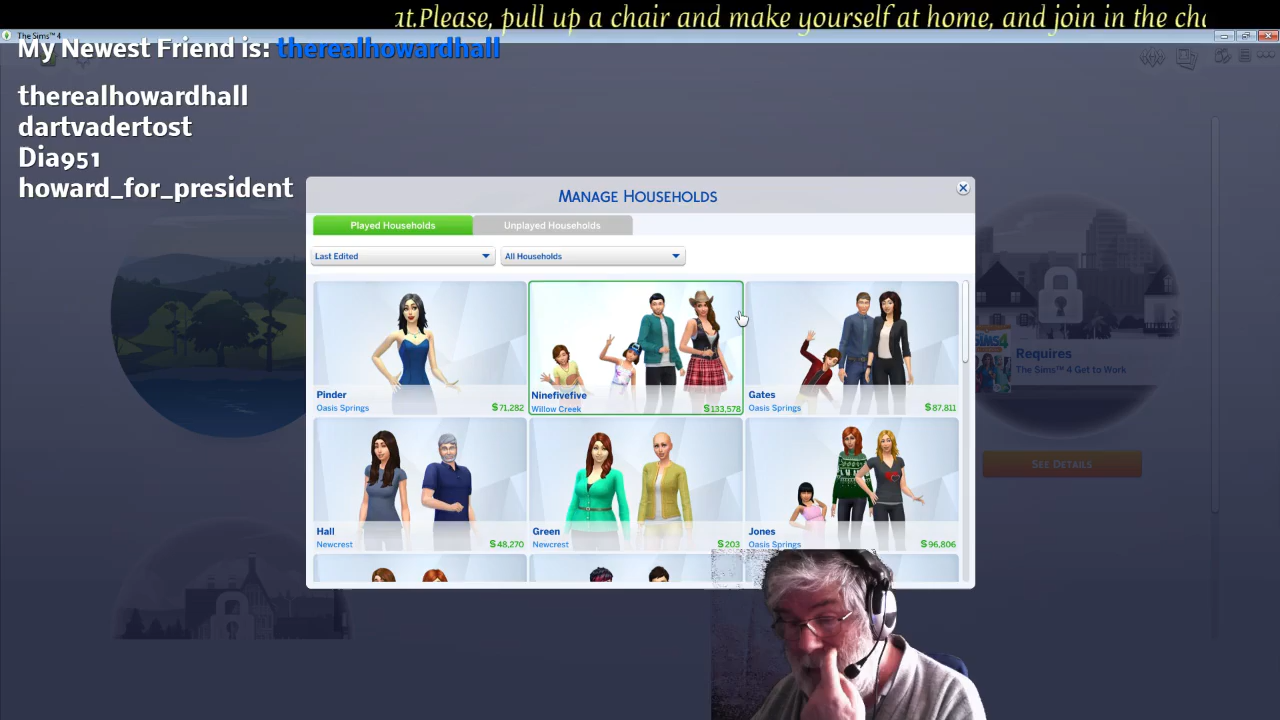 ıt.Please, pull up a chair and make yourself at home, and join in the cha
The Sims™ 4
My Newest Friend is: therealhowardhall
therealhowardhall
dartvadertost
Dia951
howard_for_president
Manage Households
Played Households Unplayed Households
Last Edited All Households
Pinder Ninefivefive Gates
Oasis Springs $71,282 Willow Creek $133,578 Oasis Springs $87,811
Hall Green Jones
Newcrest $48,270 Newcrest $203 Oasis Springs $96,806
SIMS4
Requires
The Sims™ 4 Get to Work
See Details